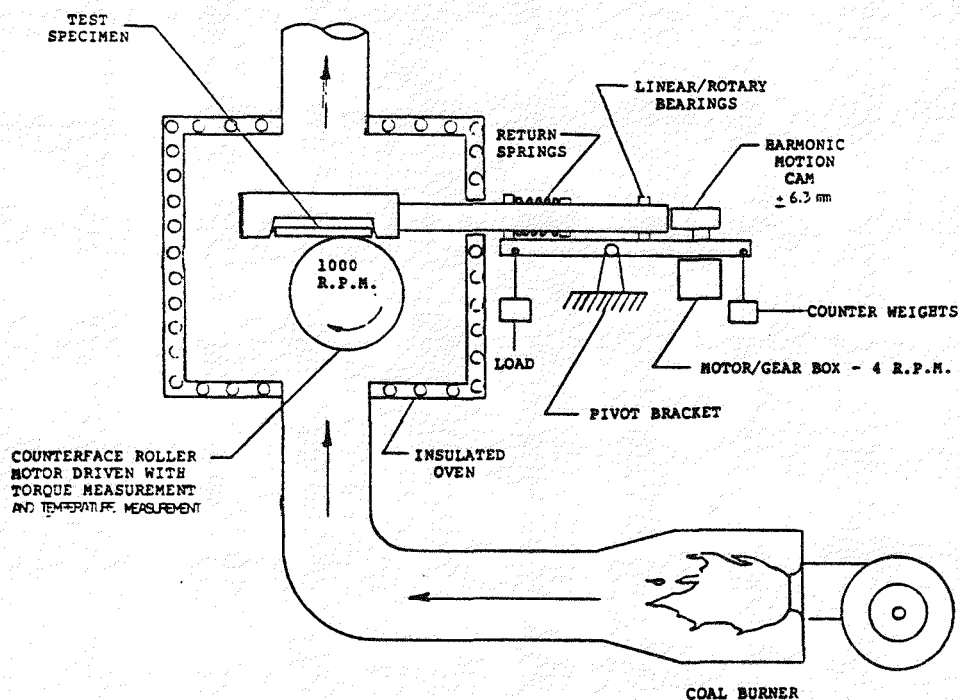 TEST
SPECIMEN
LINEAR/ROTARY
BEARINGS
RETURN
SPRINGS
HARMONIC
MOTION
CAM
± 6.3 mm
1000
R.P.M.
COUNTER WEIGHTS
LOAD
MOTOR/GEAR BOX - 4 R.P.M.
PIVOT BRACKET
INSULATED
OVEN
COUNTERFACE ROLLER
MOTOR DRIVEN WITH
TORQUE MEASUREMENT
AND TEMPERATURE MEASUREMENT
COAL BURNER